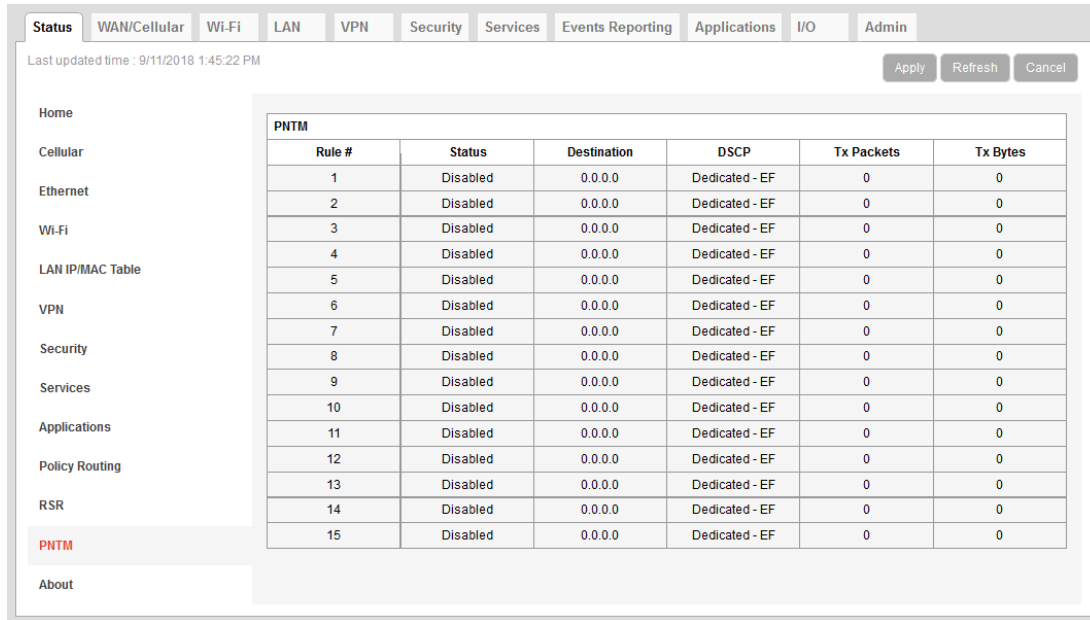 Status WAN/Cellular Wi-Fi LAN VPN Security Services Events Reporting Applications I/O Admin
Last updated time : 9/11/2018 1:45:22 PM
Apply Refresh Cancel
Home
Cellular
Ethernet
Wi-Fi
LAN IP/MAC Table
VPN
Security
Services
Applications
Policy Routing
RSR
PNTM
About
PNTM
Rule # Status Destination DSCP Tx Packets Tx Bytes
1 Disabled 0.0.0.0 Dedicated - EF 0 0
2 Disabled 0.0.0.0 Dedicated - EF 0 0
3 Disabled 0.0.0.0 Dedicated - EF 0 0
4 Disabled 0.0.0.0 Dedicated - EF 0 0
5 Disabled 0.0.0.0 Dedicated - EF 0 0
6 Disabled 0.0.0.0 Dedicated - EF 0 0
7 Disabled 0.0.0.0 Dedicated - EF 0 0
8 Disabled 0.0.0.0 Dedicated - EF 0 0
9 Disabled 0.0.0.0 Dedicated - EF 0 0
10 Disabled 0.0.0.0 Dedicated - EF 0 0
11 Disabled 0.0.0.0 Dedicated - EF 0 0
12 Disabled 0.0.0.0 Dedicated - EF 0 0
13 Disabled 0.0.0.0 Dedicated - EF 0 0
14 Disabled 0.0.0.0 Dedicated - EF 0 0
15 Disabled 0.0.0.0 Dedicated - EF 0 0